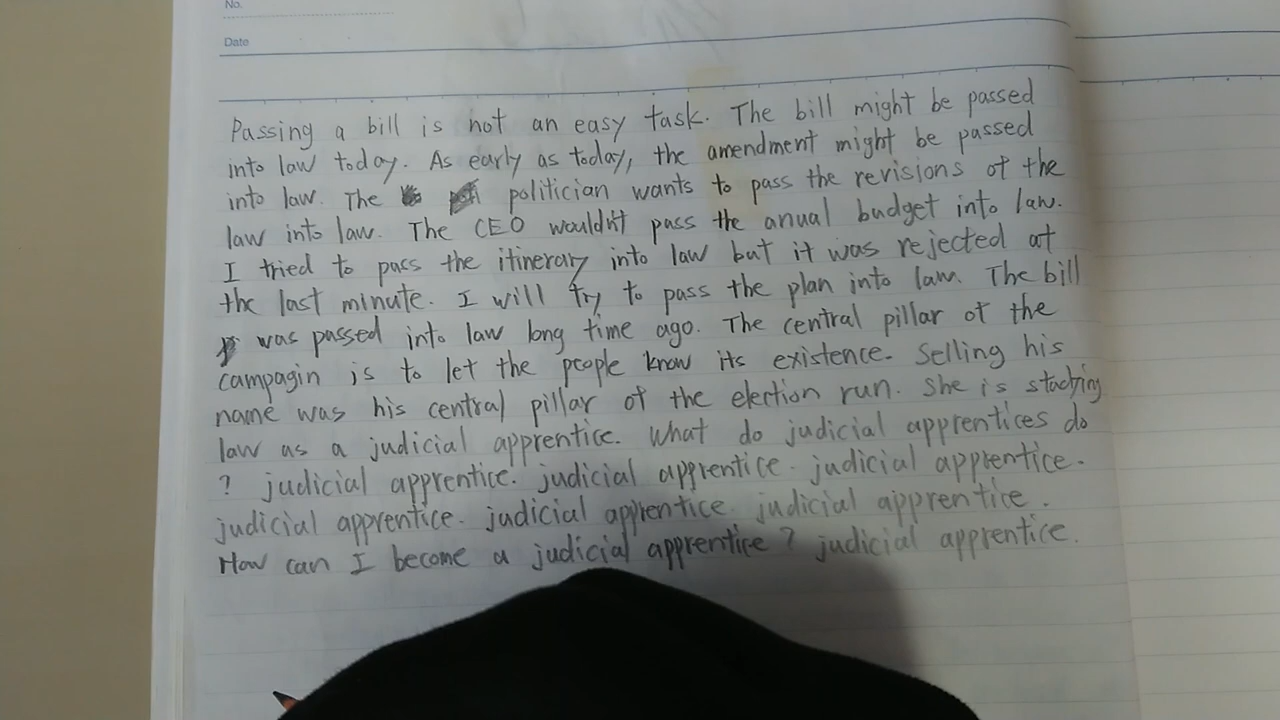 No.
Date
Passing a bill is not an easy task. The bill might be passed
into law today. As early as today, the amendment might be passed
into law. The politician wants to pass the revisions of the
law into law. The CEO wouldn't pass the anual budget into law.
I tried to pass the itinerary into law but it was rejected at
the last minute. I will try to pass the plan into law. The bill
was passed into law long time ago. The central pillar of the
campagin is to let the people know its existence. Selling his
name was his central pillar of the election run. She is studying
law as a judicial apprentice. What do judicial apprentices do
? judicial apprentice. judicial apprentice. judicial apprentice.
judicial apprentice. judicial apprentice. judicial apprentice.
How can I become a judicial apprentice? judicial apprentice.